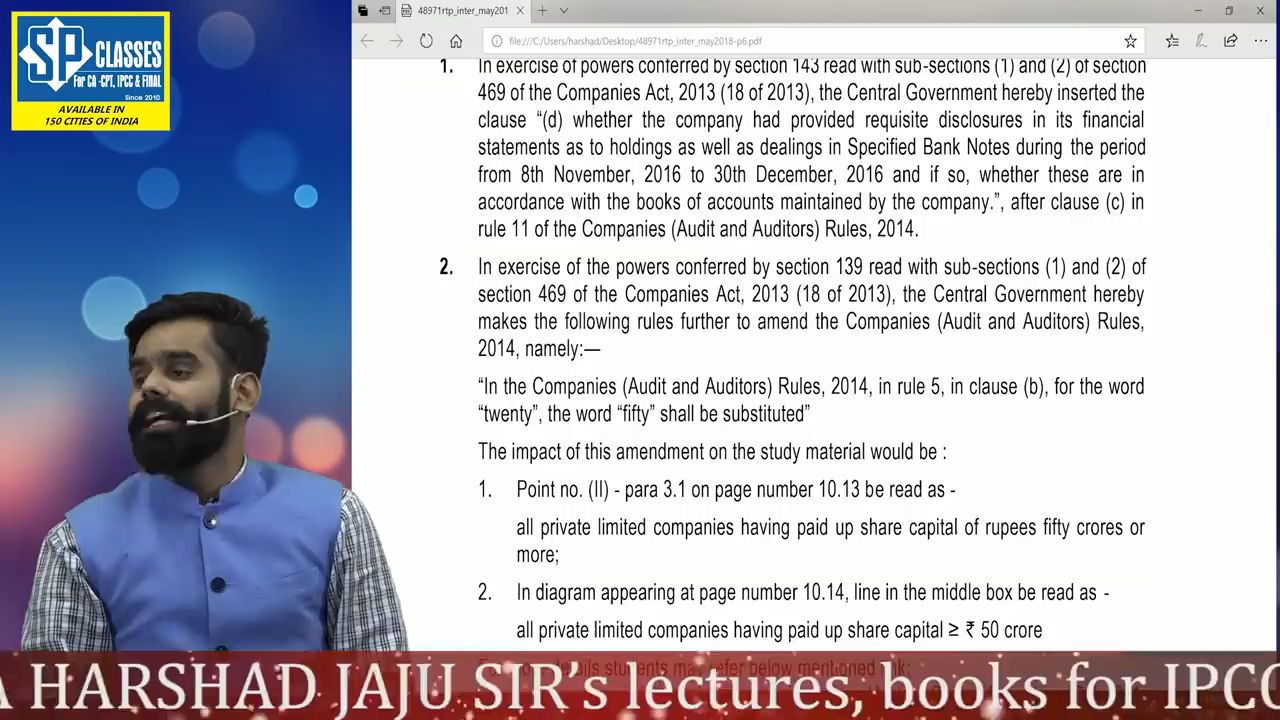 SP CLASSES
For CA-CPT, IPCC & FINAL
Since 2010
AVAILABLE IN
150 CITIES OF INDIA
48971rtp_inter_may201
file:///C:/Users/harshad/Desktop/48971rtp_inter_may2018-p6.pdf
1. In exercise of powers conferred by section 143 read with sub-sections (1) and (2) of section
469 of the Companies Act, 2013 (18 of 2013), the Central Government hereby inserted the
clause “(d) whether the company had provided requisite disclosures in its financial
statements as to holdings as well as dealings in Specified Bank Notes during the period
from 8th November, 2016 to 30th December, 2016 and if so, whether these are in
accordance with the books of accounts maintained by the company.”, after clause (c) in
rule 11 of the Companies (Audit and Auditors) Rules, 2014.
2. In exercise of the powers conferred by section 139 read with sub-sections (1) and (2) of
section 469 of the Companies Act, 2013 (18 of 2013), the Central Government hereby
makes the following rules further to amend the Companies (Audit and Auditors) Rules,
2014, namely:—
“In the Companies (Audit and Auditors) Rules, 2014, in rule 5, in clause (b), for the word
“twenty”, the word “fifty” shall be substituted”
The impact of this amendment on the study material would be :
1. Point no. (II) - para 3.1 on page number 10.13 be read as -
all private limited companies having paid up share capital of rupees fifty crores or
more;
2. In diagram appearing at page number 10.14, line in the middle box be read as -
all private limited companies having paid up share capital ≥ ₹ 50 crore
students may refer below mentioned link:
A HARSHAD JAJU SIR's lectures, books for IPCC